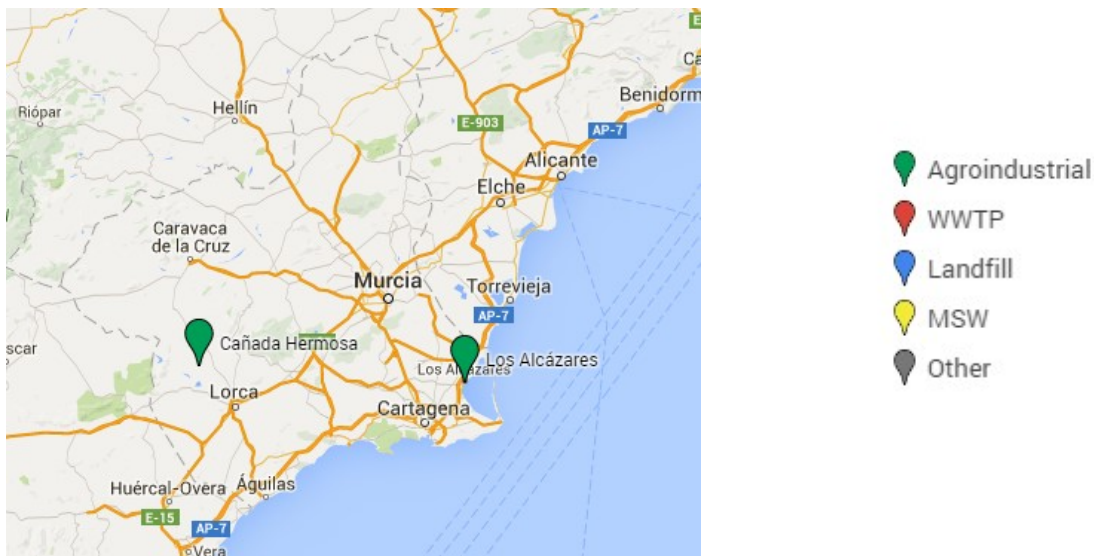 Riópar
Hellín
E-903
Benidorm
AP-7
Alicante
Elche
Caravaca
de la Cruz
Murcia
Torrevieja
AP-7
Cañada Hermosa
Los Alcázares
Lorca
Cartagena
Huércal-Overa
Águilas
E-15
AP-7
Vera
Agroindustrial
WWTP
Landfill
MSW
Other